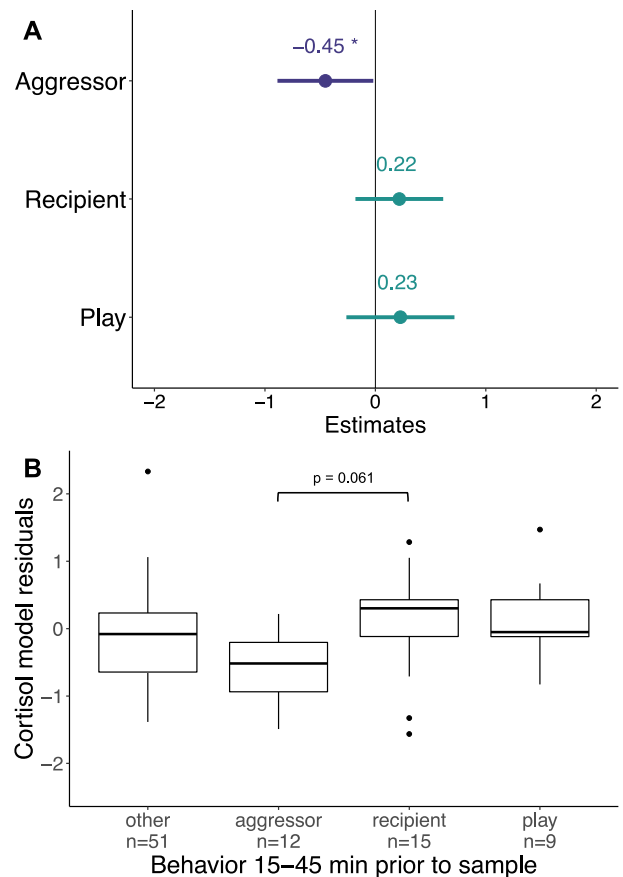 A
−0.45 *
Aggressor
0.22
Recipient
0.23
Play
−2 −1 0 1 2
Estimates
B
p = 0.061
2
1
0
−1
−2
Cortisol model residuals
other aggressor recipient play
n=51 n=12 n=15 n=9
Behavior 15−45 min prior to sample